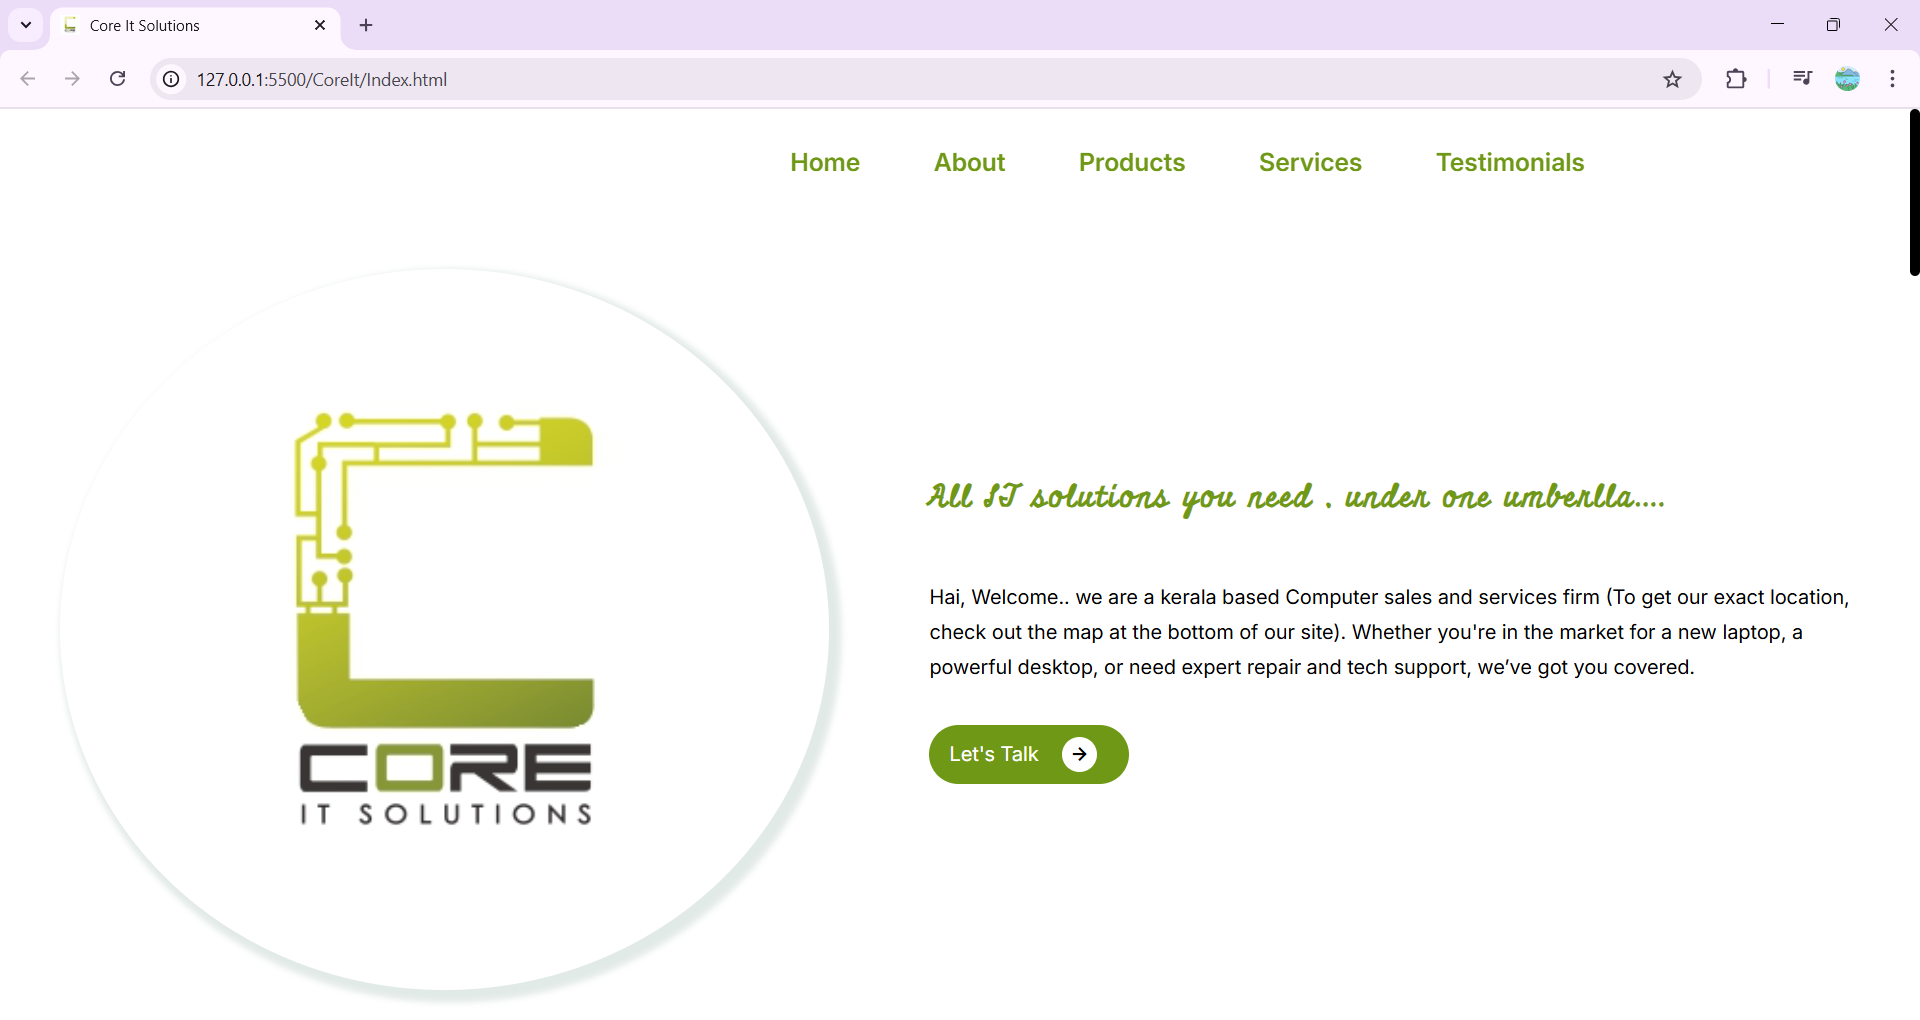 Core It Solutions
127.0.0.1:5500/CoreIt/Index.html
Home About Products Services Testimonials
All IT solutions you need . under one umberlla....
Hai, Welcome.. we are a kerala based Computer sales and services firm (To get our exact location,
check out the map at the bottom of our site). Whether you're in the market for a new laptop, a
powerful desktop, or need expert repair and tech support, we’ve got you covered.
Let's Talk
CORE
IT SOLUTIONS